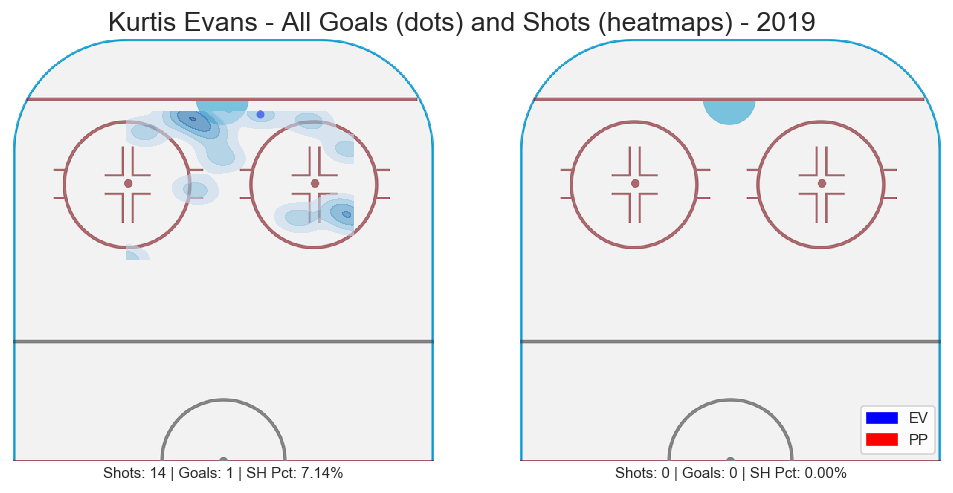 Kurtis Evans - All Goals (dots) and Shots (heatmaps) - 2019
EV
PP
Shots: 14 | Goals: 1 | SH Pct: 7.14%
Shots: 0 | Goals: 0 | SH Pct: 0.00%